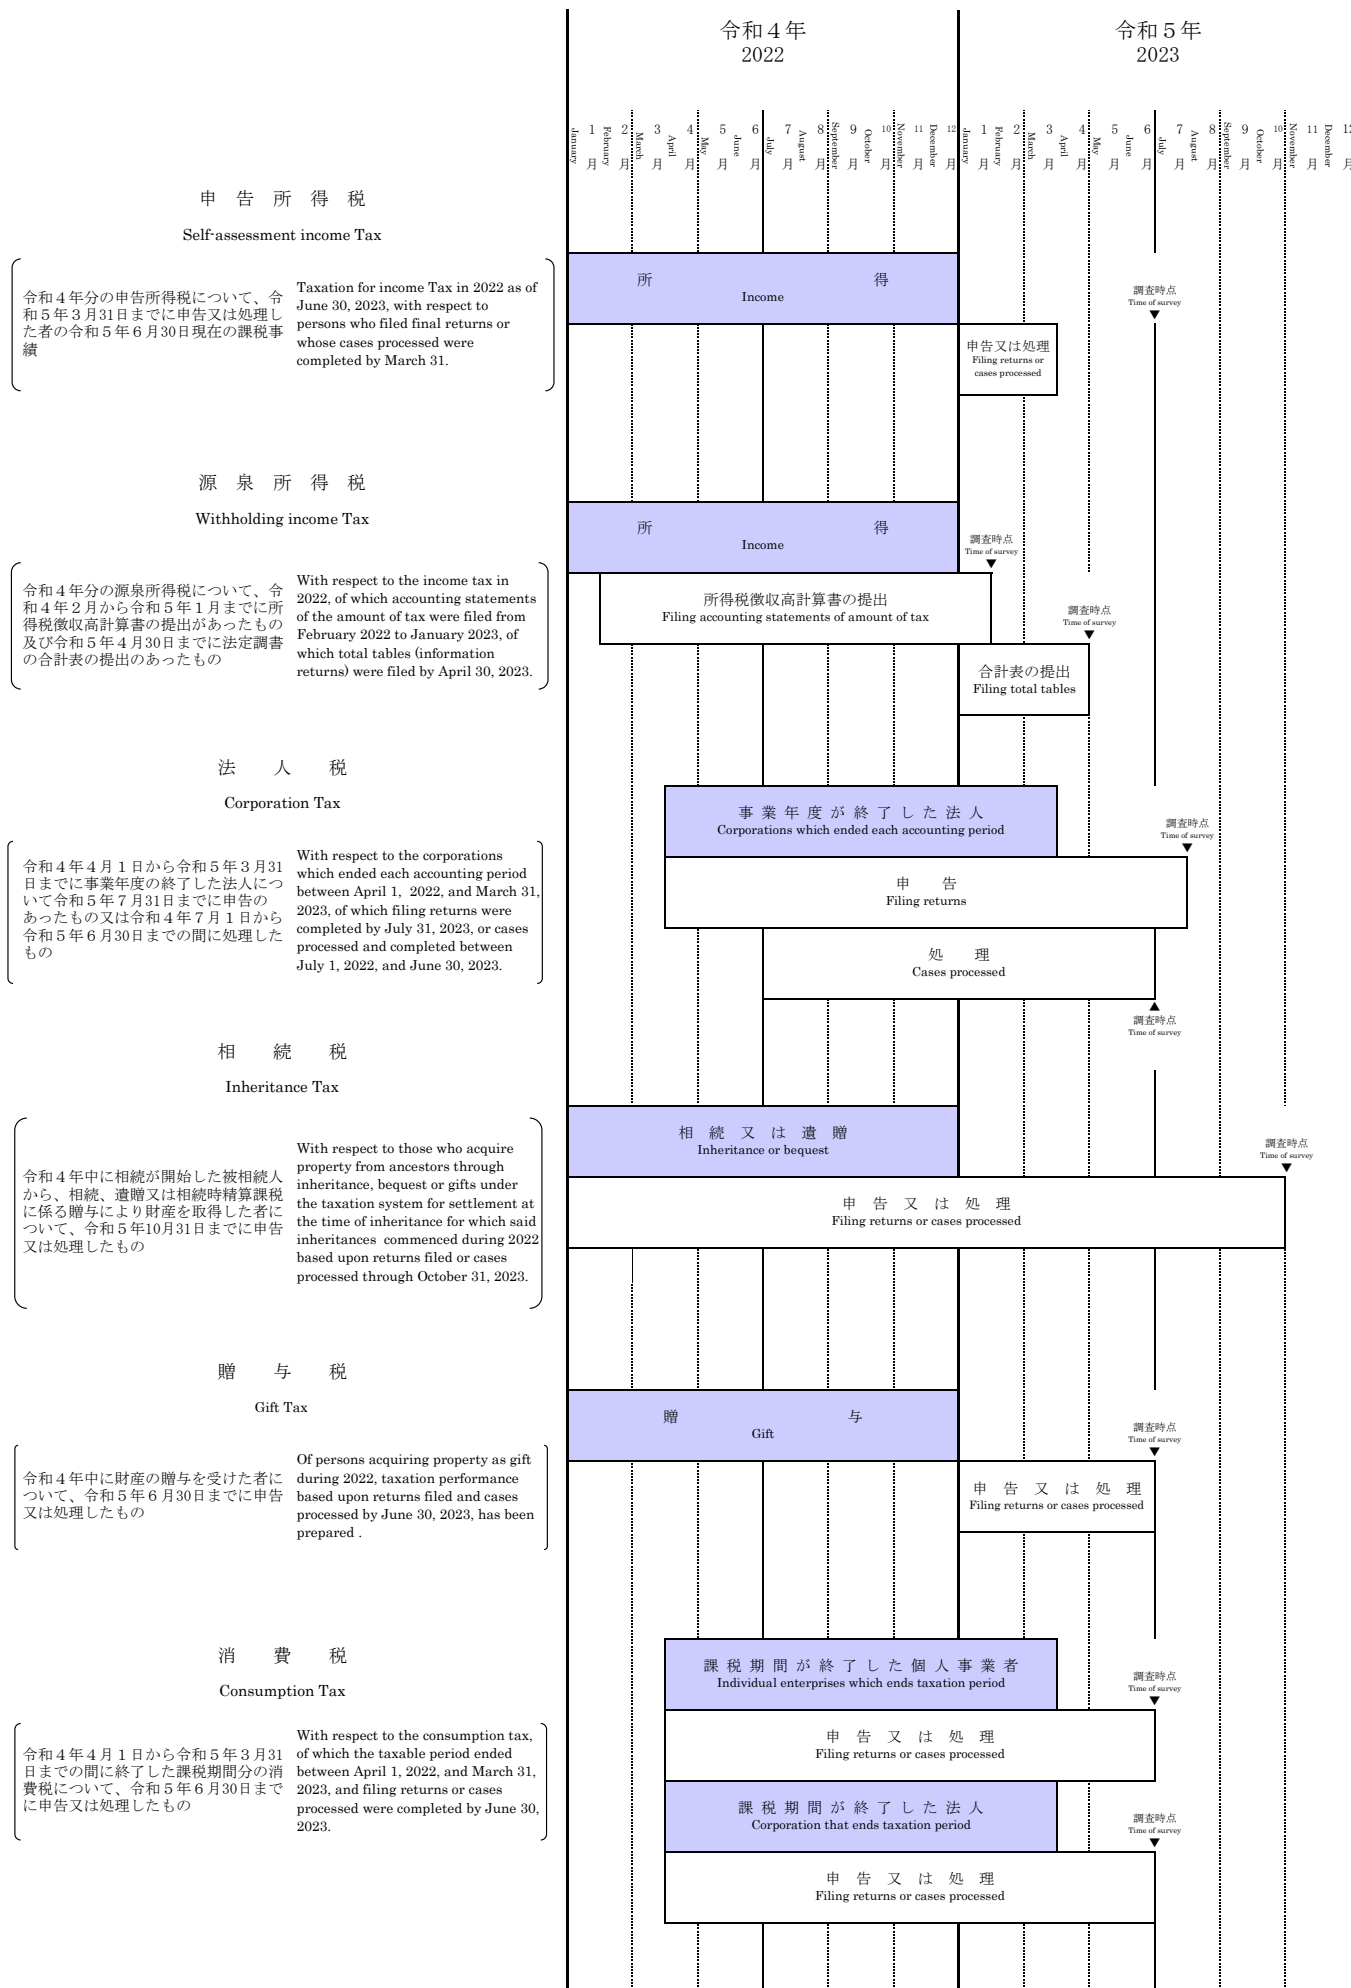 令和４年
2022
令和５年
2023
January
1月
February
2月
March
3月
April
4月
May
5月
June
6月
July
7月
August
8月
September
9月
October
10月
November
11月
December
12月
January
1月
February
2月
March
3月
April
4月
May
5月
June
6月
July
7月
August
8月
September
9月
October
10月
November
11月
December
12月
申告所得税
Self-assessment income Tax
令和４年分の申告所得税について、令
和５年３月31日までに申告又は処理し
た者の令和５年６月30日現在の課税事
績
Taxation for income Tax in 2022 as of
June 30, 2023, with respect to
persons who filed final returns or
whose cases processed were
completed by March 31.
所得
Income
調査時点
Time of survey
▼
申告又は処理
Filing returns or
cases processed
源泉所得税
Withholding income Tax
令和４年分の源泉所得税について、令
和４年２月から令和５年１月までに所
得税徴収高計算書の提出があったもの
及び令和５年４月30日までに法定調書
の合計表の提出のあったもの
With respect to the income tax in
2022, of which accounting statements
of the amount of tax were filed from
February 2022 to January 2023, of
which total tables (information
returns) were filed by April 30, 2023.
所得
Income
調査時点
Time of survey
▼
所得税徴収高計算書の提出
Filing accounting statements of amount of tax
調査時点
Time of survey
▼
合計表の提出
Filing total tables
法人税
Corporation Tax
令和４年４月１日から令和５年３月31
日までに事業年度の終了した法人につ
いて令和５年７月31日までに申告の
あったもの又は令和４年７月１日から
令和５年６月30日までの間に処理した
もの
With respect to the corporations
which ended each accounting period
between April 1, 2022, and March 31,
2023, of which filing returns were
completed by July 31, 2023, or cases
processed and completed between
July 1, 2022, and June 30, 2023.
事業年度が終了した法人
Corporations which ended each accounting period
調査時点
Time of survey
▼
申告
Filing returns
処理
Cases processed
▲
調査時点
Time of survey
相続税
Inheritance Tax
令和４年中に相続が開始した被相続人
から、相続、遺贈又は相続時精算課税
に係る贈与により財産を取得した者に
ついて、令和５年10月31日までに申告
又は処理したもの
With respect to those who acquire
property from ancestors through
inheritance, bequest or gifts under
the taxation system for settlement at
the time of inheritance for which said
inheritances commenced during 2022
based upon returns filed or cases
processed through October 31, 2023.
相続又は遺贈
Inheritance or bequest
調査時点
Time of survey
▼
申告又は処理
Filing returns or cases processed
贈与税
Gift Tax
令和４年中に財産の贈与を受けた者に
ついて、令和５年６月30日までに申告
又は処理したもの
Of persons acquiring property as gift
during 2022, taxation performance
based upon returns filed and cases
processed by June 30, 2023, has been
prepared .
贈与
Gift
調査時点
Time of survey
▼
申告又は処理
Filing returns or cases processed
消費税
Consumption Tax
令和４年４月１日から令和５年３月31
日までの間に終了した課税期間分の消
費税について、令和５年６月30日まで
に申告又は処理したもの
With respect to the consumption tax,
of which the taxable period ended
between April 1, 2022, and March 31,
2023, and filing returns or cases
processed were completed by June 30,
2023.
課税期間が終了した個人事業者
Individual enterprises which ends taxation period
調査時点
Time of survey
▼
申告又は処理
Filing returns or cases processed
課税期間が終了した法人
Corporation that ends taxation period
調査時点
Time of survey
▼
申告又は処理
Filing returns or cases processed